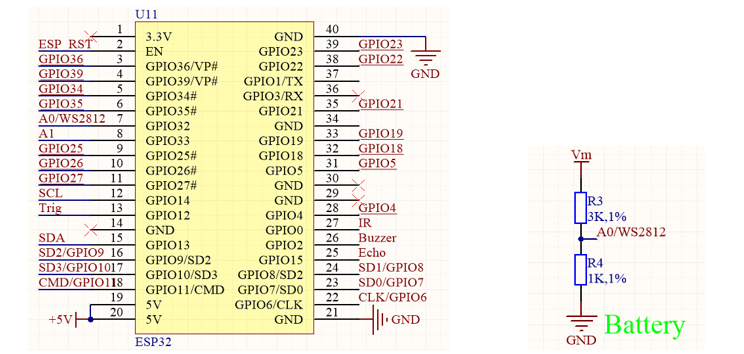 U11
1 3.3V GND 40
ESP_RST 2 EN GPIO23 39 GPIO23
GPIO36 3 GPIO36/VP# GPIO22 38 GPIO22
GPIO39 4 GPIO39/VP# GPIO1/TX 37
GPIO34 5 GPIO34# GPIO3/RX 36
GPIO35 6 GPIO35# GPIO21 35 GPIO21
A0/WS2812 7 GPIO32 GND 34
A1 8 GPIO33 GPIO19 33 GPIO19
GPIO25 9 GPIO25# GPIO18 32 GPIO18
GPIO26 10 GPIO26# GPIO5 31 GPIO5
GPIO27 11 GPIO27# GND 30
SCL 12 GPIO14 GND 29
Trig 13 GPIO12 GPIO4 28 GPIO4
14 GND GPIO0 27 IR
SDA 15 GPIO13 GPIO2 26 Buzzer
SD2/GPIO9 16 GPIO9/SD2 GPIO15 25 Echo
SD3/GPIO10 17 GPIO10/SD3 GPIO8/SD2 24 SD1/GPIO8
CMD/GPIO11 18 GPIO11/CMD GPIO7/SD0 23 SD0/GPIO7
19 5V GPIO6/CLK 22 CLK/GPIO6
+5V 20 5V GND 21 GND
ESP32
GND
Vm
R3
3K,1%
A0/WS2812
R4
1K,1%
GND
Battery